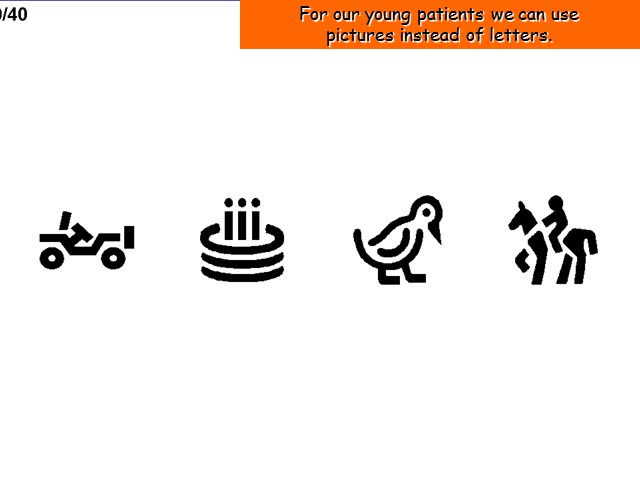 /40
For our young patients we can use
pictures instead of letters.